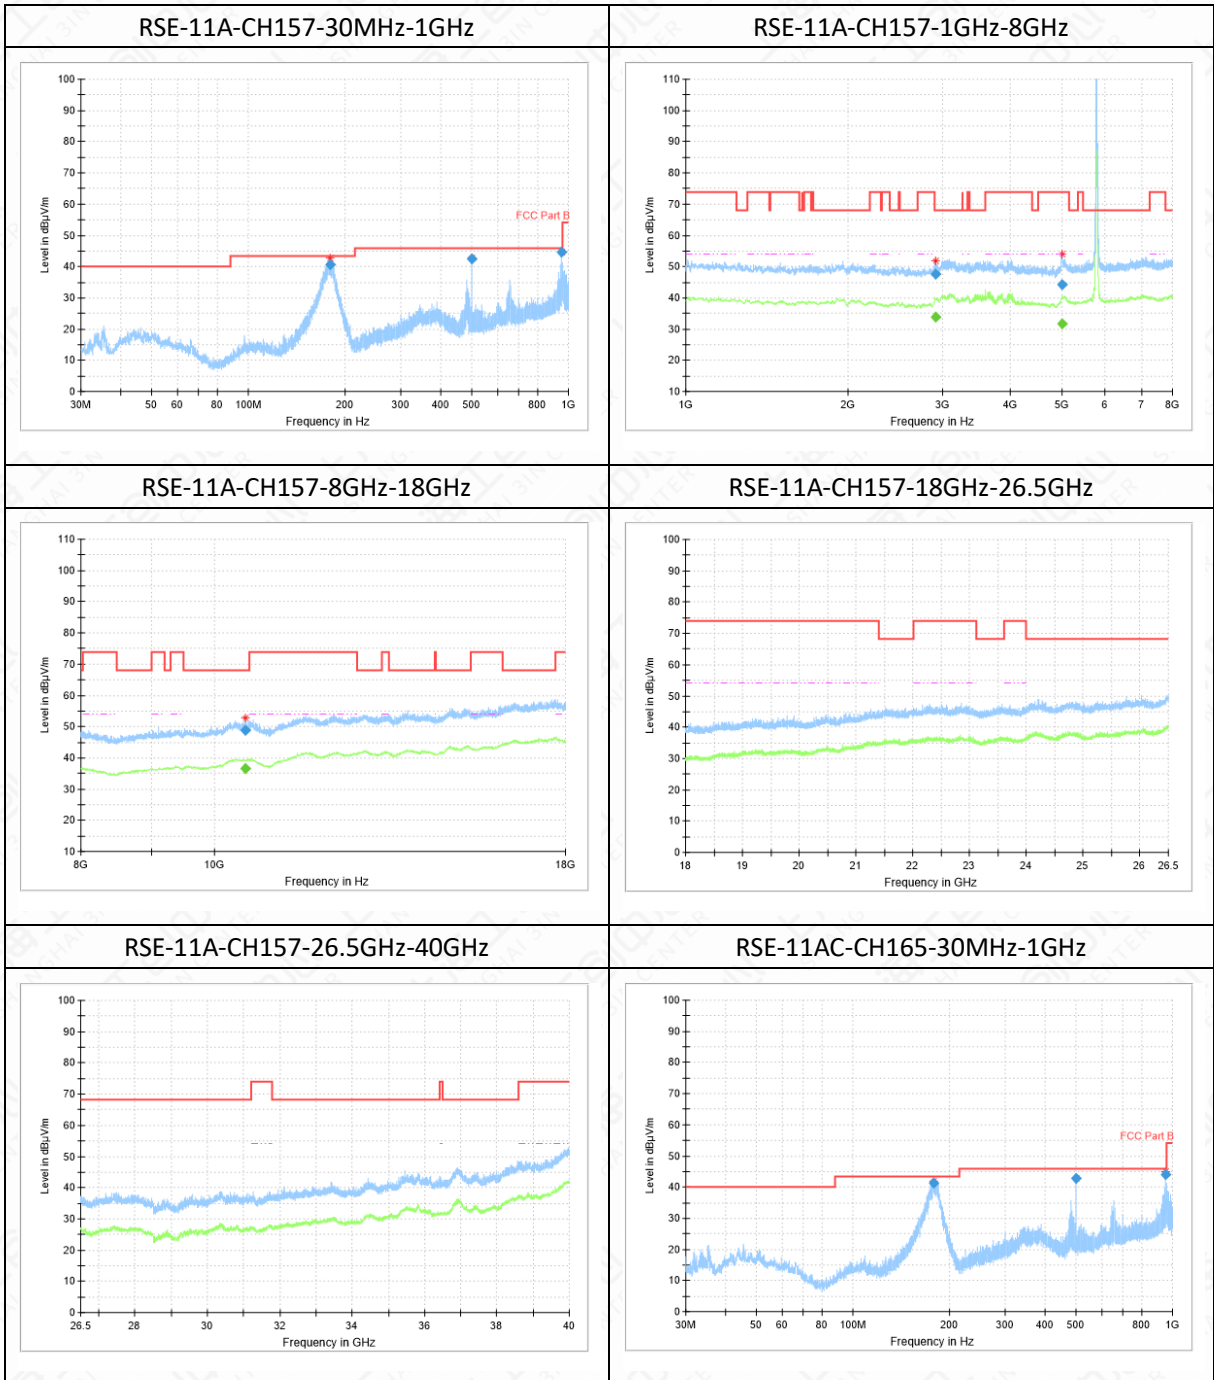 RSE-11A-CH157-30MHz-1GHz
RSE-11A-CH157-1GHz-8GHz
100
90
80
70
60
50
40
30
20
10
0
Level in dBµV/m
FCC Part B
30M 50 60 80 100M 200 300 400 500 800 1G
Frequency in Hz
110
100
90
80
70
60
50
40
30
20
10
Level in dBµV/m
1G 2G 3G 4G 5G 6 7 8G
Frequency in Hz
RSE-11A-CH157-8GHz-18GHz
RSE-11A-CH157-18GHz-26.5GHz
110
100
90
80
70
60
50
40
30
20
10
Level in dBµV/m
8G 10G 18G
Frequency in Hz
100
90
80
70
60
50
40
30
20
10
0
Level in dBµV/m
18 19 20 21 22 23 24 25 26 26.5
Frequency in GHz
RSE-11A-CH157-26.5GHz-40GHz
RSE-11AC-CH165-30MHz-1GHz
100
90
80
70
60
50
40
30
20
10
0
Level in dBµV/m
26.5 28 30 32 34 36 38 40
Frequency in GHz
100
90
80
70
60
50
40
30
20
10
0
Level in dBµV/m
FCC Part B
30M 50 60 80 100M 200 300 400 500 800 1G
Frequency in Hz